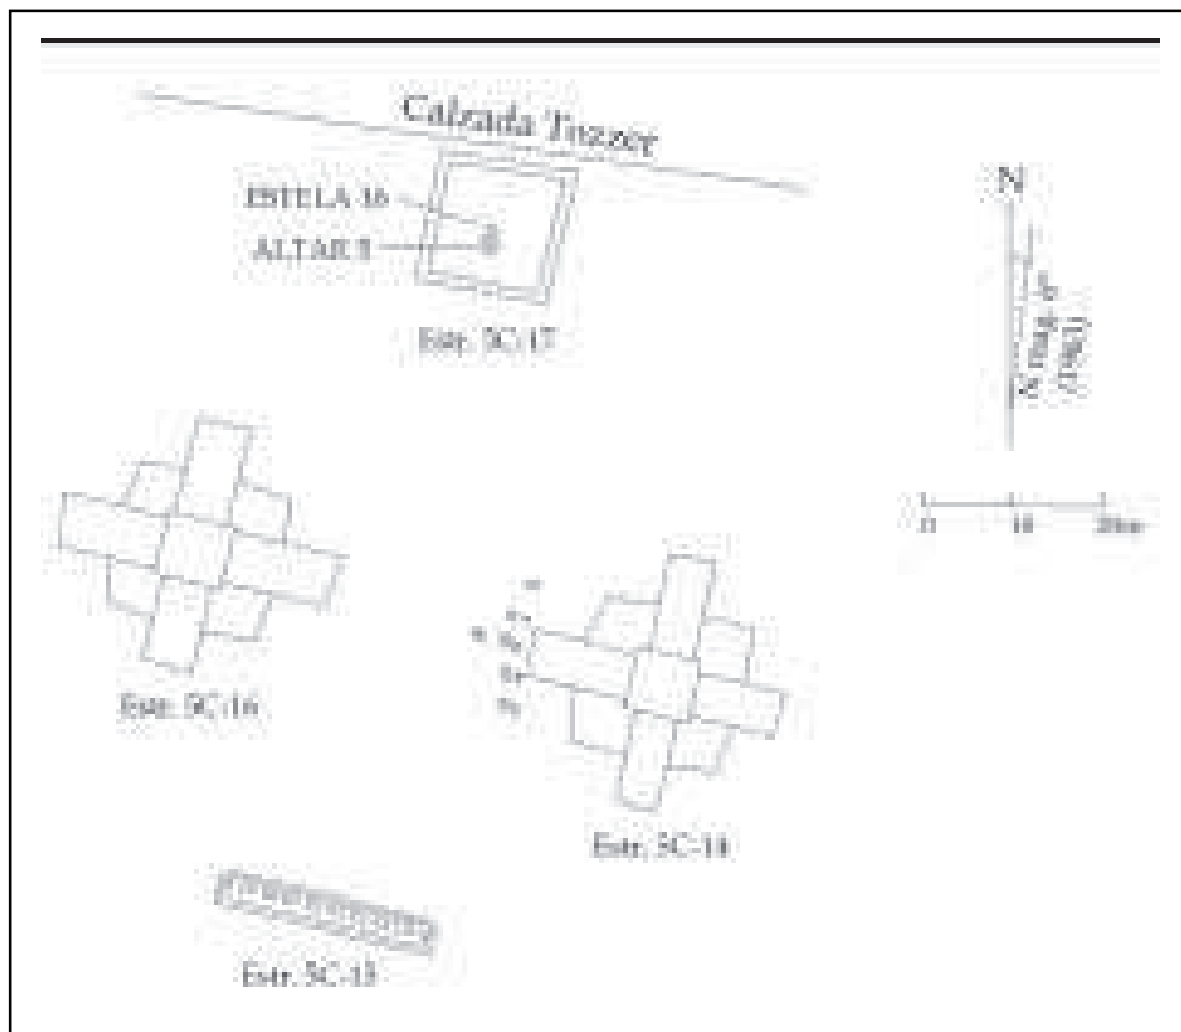 Calzada Tozzer
ESTELA 16
ALTAR 5
Estr. 5C-17
N
0 10 20m
Estr. 5C-16
Estr. 5C-14
Estr. 5C-15